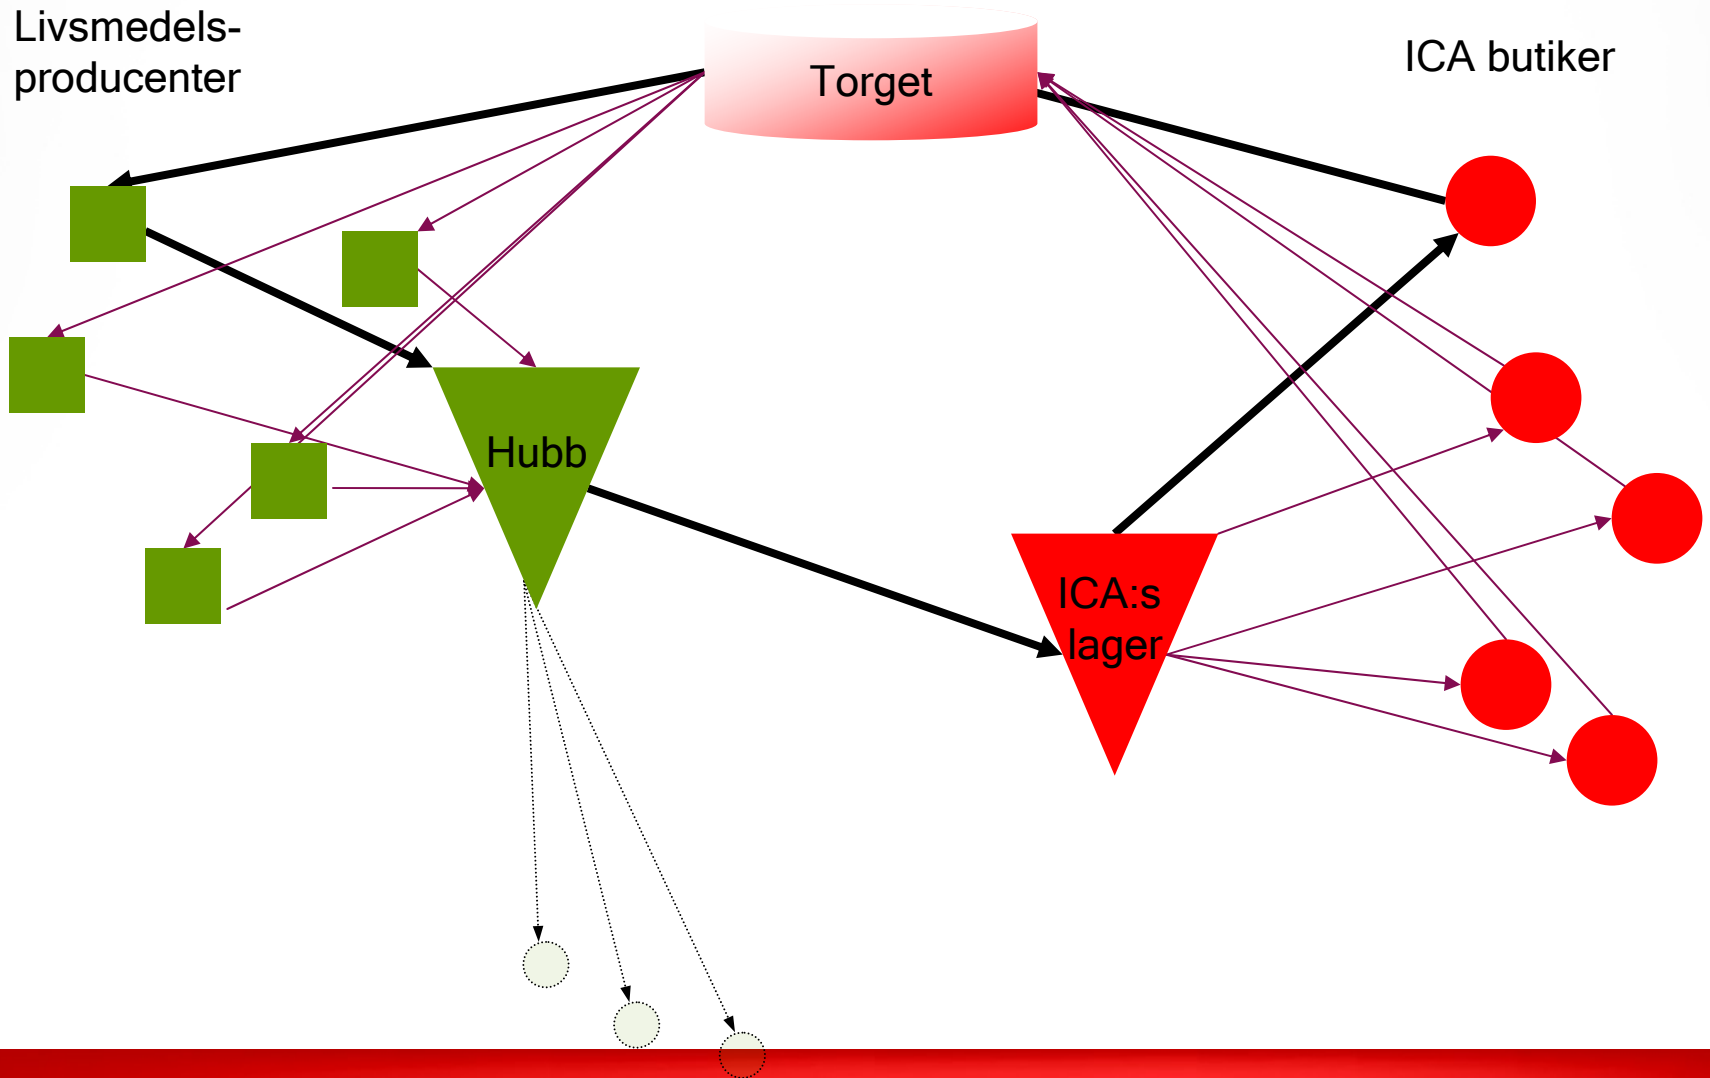 Livsmedels-
producenter
Torget
ICA butiker
Hubb
ICA:s
lager